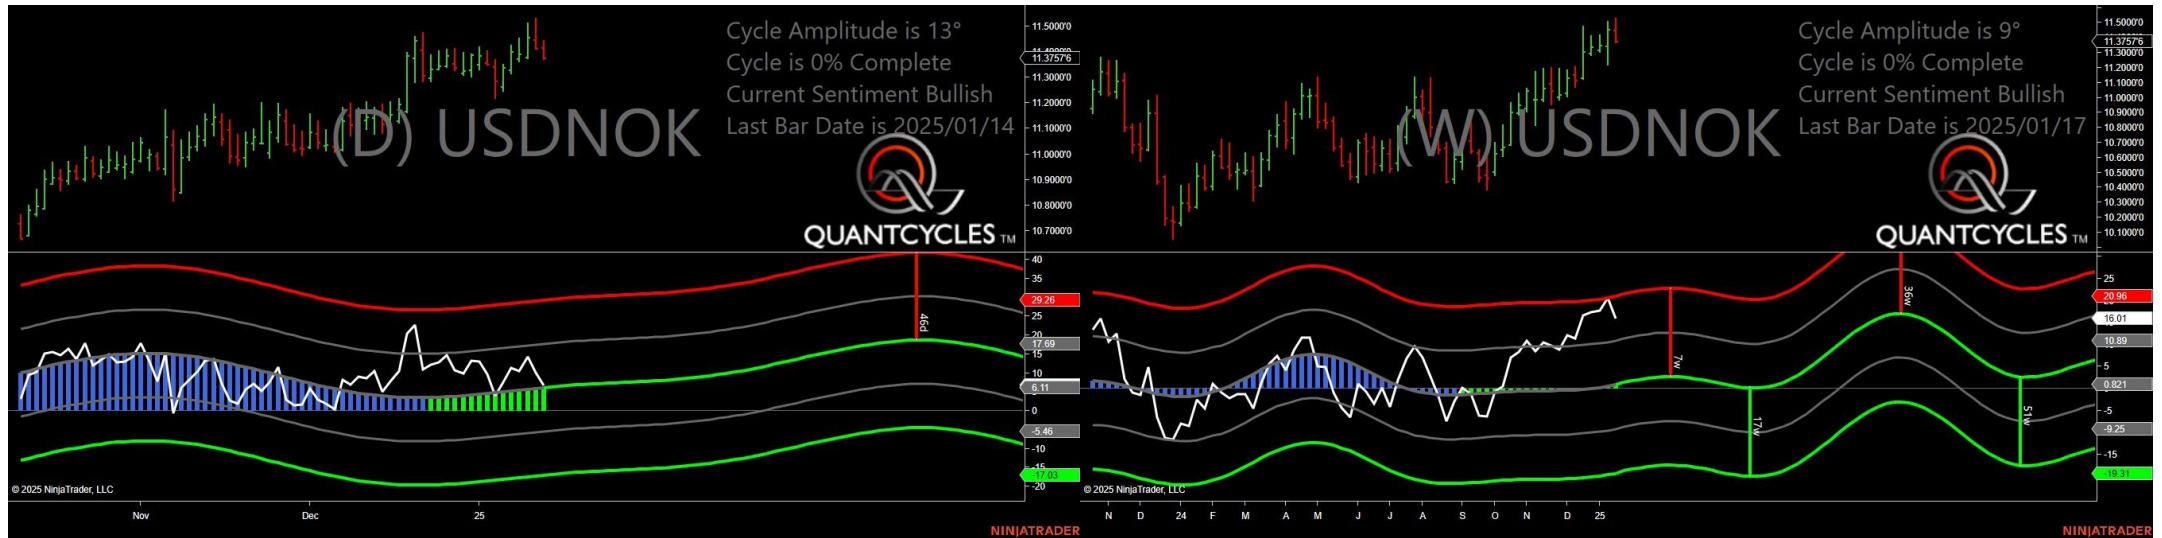 Cycle Amplitude is 13°
Cycle is 0% Complete
Current Sentiment Bullish
Last Bar Date is 2025/01/14
(D) USDNOK
QUANTCYCLES TM
11.5000'0
11.3757'6
11.3000'0
11.2000'0
11.1000'0
11.0000'0
10.9000'0
10.8000'0
10.7000'0
46d
40
35
29.26
25
20
17.69
15
10
6.11
0
-5.46
-10
-15
-17.03
-20
© 2025 NinjaTrader, LLC
Nov
Dec
25
NINJATRADER
Cycle Amplitude is 9°
Cycle is 0% Complete
Current Sentiment Bullish
Last Bar Date is 2025/01/17
(W) USDNOK
QUANTCYCLES TM
11.5000'0
11.3757'6
11.3000'0
11.2000'0
11.1000'0
11.0000'0
10.9000'0
10.8000'0
10.7000'0
10.6000'0
10.5000'0
10.4000'0
10.3000'0
10.2000'0
10.1000'0
7w
17w
36w
51w
25
20.96
16.01
10.89
5
0.821
-5
-9.25
-15
-19.31
© 2025 NinjaTrader, LLC
N D 24 F M A M J J A S O N D 25
NINJATRADER